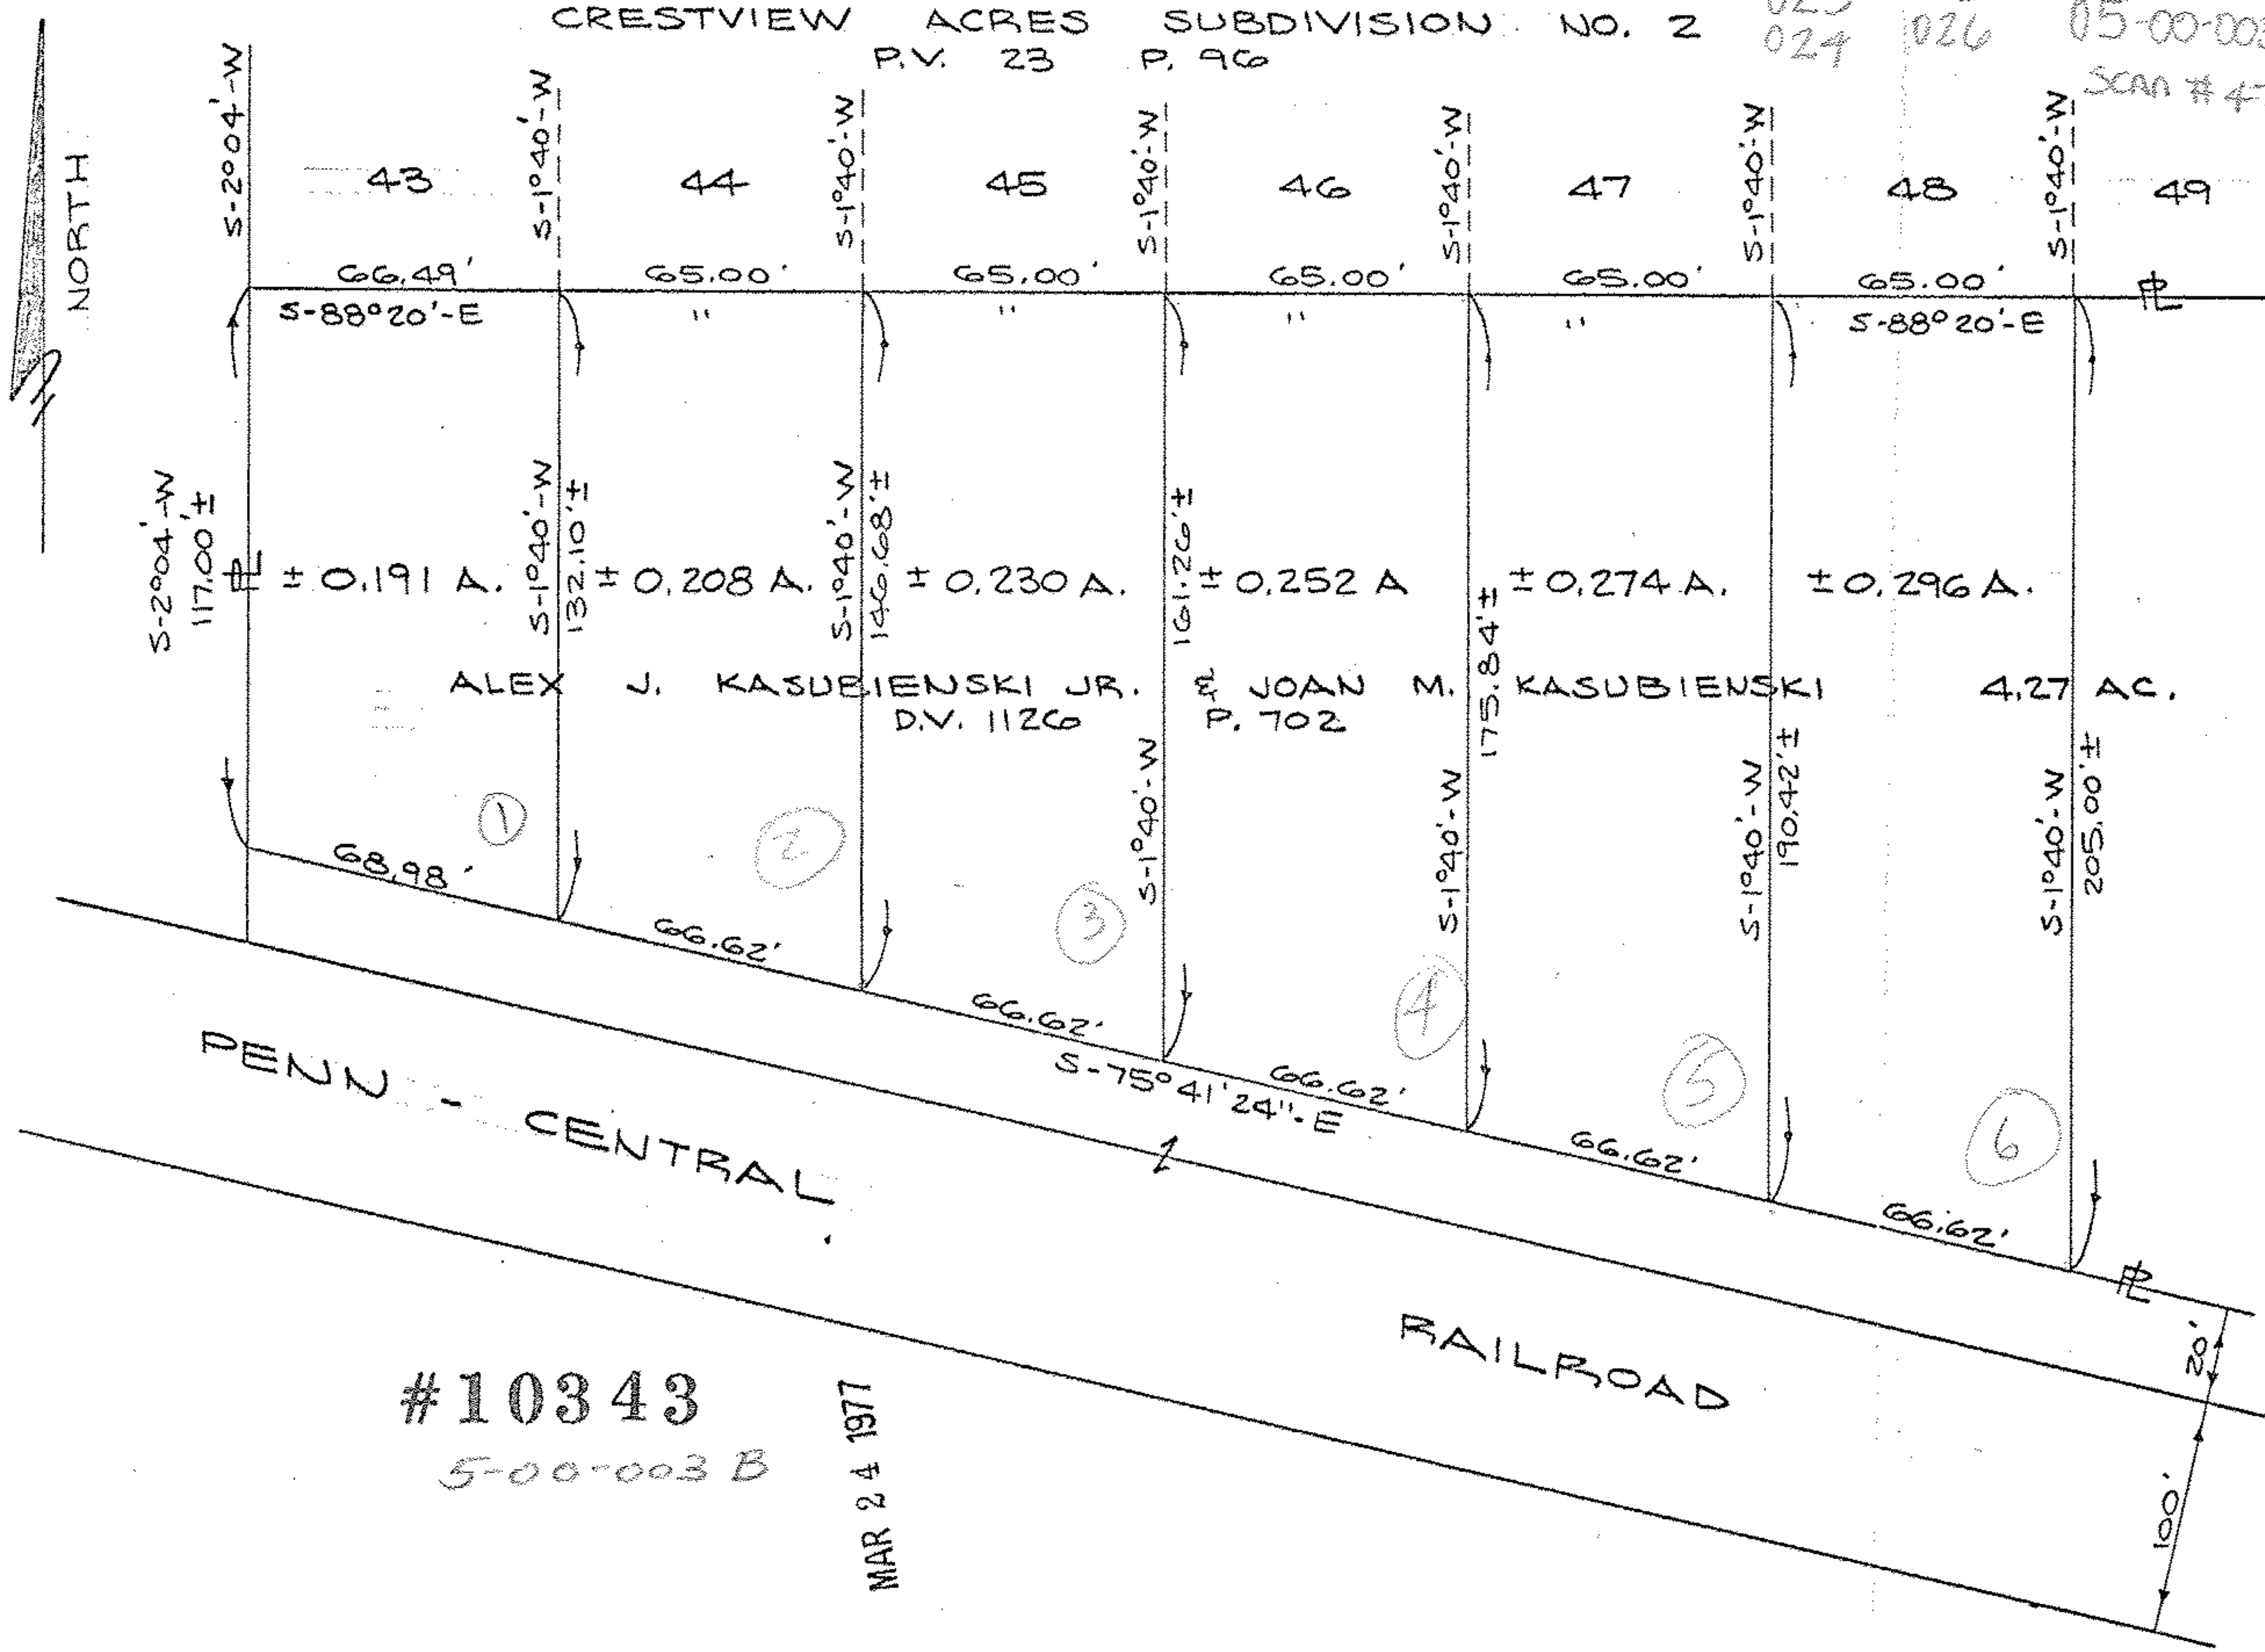 CRESTVIEW ACRES SUBDIVISION NO. 2
P.V. 23 P. 96
024 026 05-00-003
SCAN # 4
NORTH
S-2°04'-W S-1°40'-W S-1°40'-W S-1°40'-W S-1°40'-W S-1°40'-W S-1°40'-W
43 44 45 46 47 48 49
66.49' 65.00' 65.00' 65.00' 65.00' 65.00' PL
S-88°20'-E " " " " S-88°20'-E
S-2°04'-W
117.00'±
PL
S-1°40'-W
132.10'±
S-1°40'-W
146.68'±
161.26'±
± 0.191 A. ± 0.208 A. ± 0.230 A. ± 0.252 A ± 0.274 A. ± 0.296 A.
175.84'±
ALEX J. KASUBIENSKI JR. & JOAN M. KASUBIENSKI 4.27 AC.
D.V. 1126 P. 702
S-1°40'-W
S-1°40'-W
S-1°40'-W
190.42'±
S-1°40'-W
205.00'±
1 2 3 4 5 6
68.98' 66.62' 66.62' 66.62' 66.62' 66.62'
S-75°41'24"-E
PL
PENN - CENTRAL
RAILROAD
20'
100'
#10343
5-00-003 B
MAR 24 1977